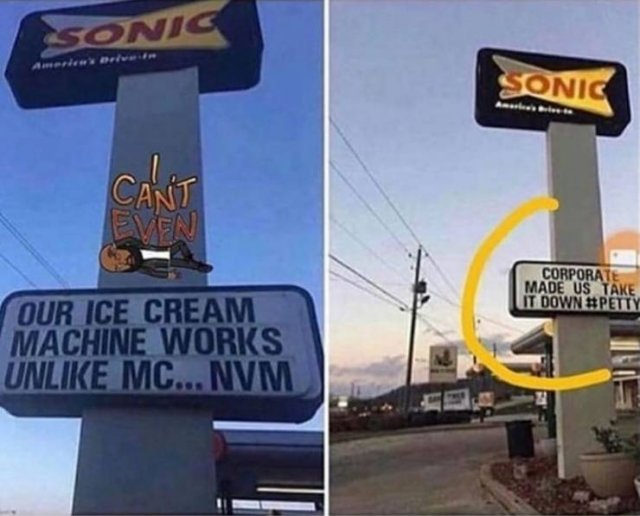 SONIC
America's Drive-In
I
CAN'T
EVEN
OUR ICE CREAM
MACHINE WORKS
UNLIKE MC...NVM
SONIC
America's Drive-In
CORPORATE
MADE US TAKE
IT DOWN #PETTY